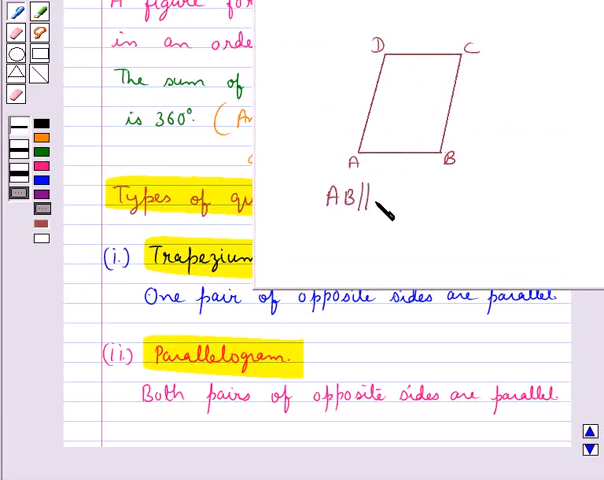 A figure for
in an orde
The sum of
is 360°. (An
Types of qu
(i.) Trapezium
One pair of opposite sides are parallel.
(ii.) Parallelogram.
Both pairs of opposite sides are parallel.
D C
A B
AB||